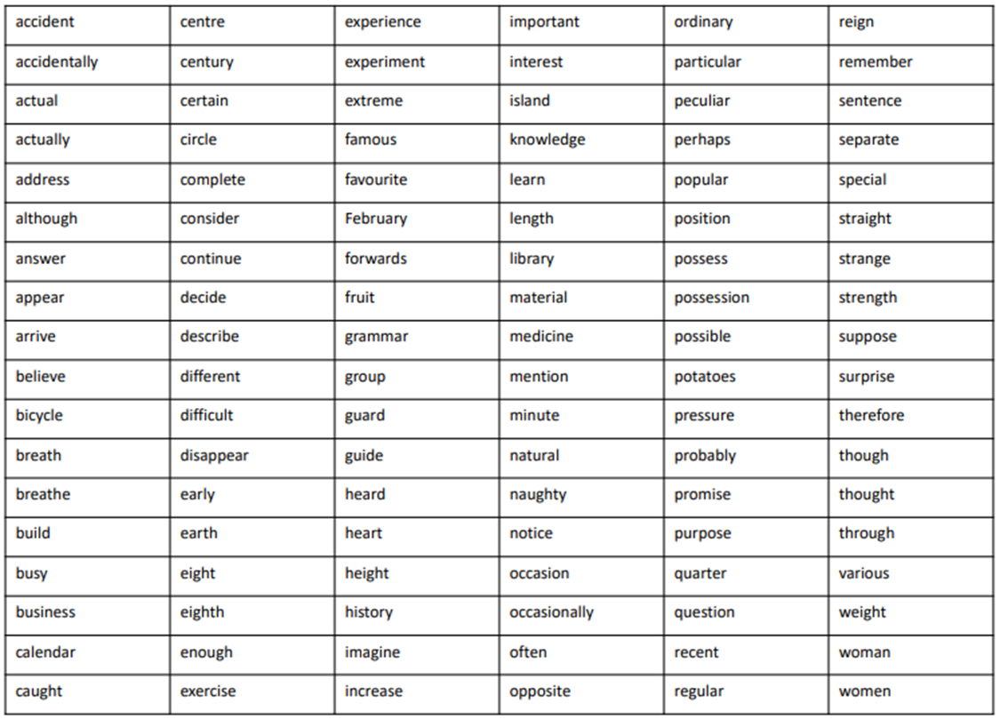 accident centre experience important ordinary reign
accidentally century experiment interest particular remember
actual certain extreme island peculiar sentence
actually circle famous knowledge perhaps separate
address complete favourite learn popular special
although consider February length position straight
answer continue forwards library possess strange
appear decide fruit material possession strength
arrive describe grammar medicine possible suppose
believe different group mention potatoes surprise
bicycle difficult guard minute pressure therefore
breath disappear guide natural probably though
breathe early heard naughty promise thought
build earth heart notice purpose through
busy eight height occasion quarter various
business eighth history occasionally question weight
calendar enough imagine often recent woman
caught exercise increase opposite regular women